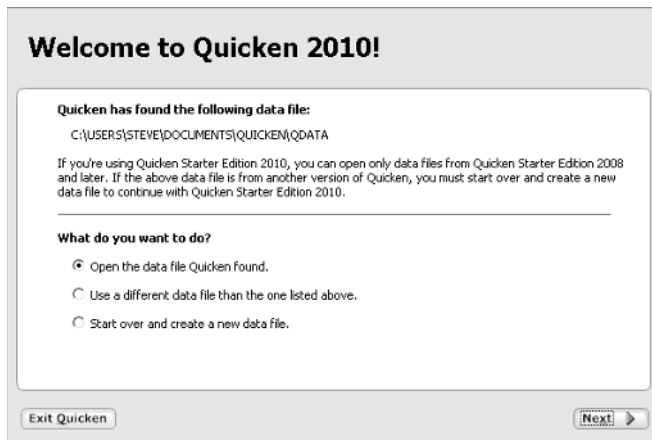 Welcome to Quicken 2010!
Quicken has found the following data file:
C:\USERS\STEVE\DOCUMENTS\QUICKEN\QDATA
If you're using Quicken Starter Edition 2010, you can open only data files from Quicken Starter Edition 2008
and later. If the above data file is from another version of Quicken, you must start over and create a new
data file to continue with Quicken Starter Edition 2010.
What do you want to do?
Open the data file Quicken found.
Use a different data file than the one listed above.
Start over and create a new data file.
Exit Quicken
Next